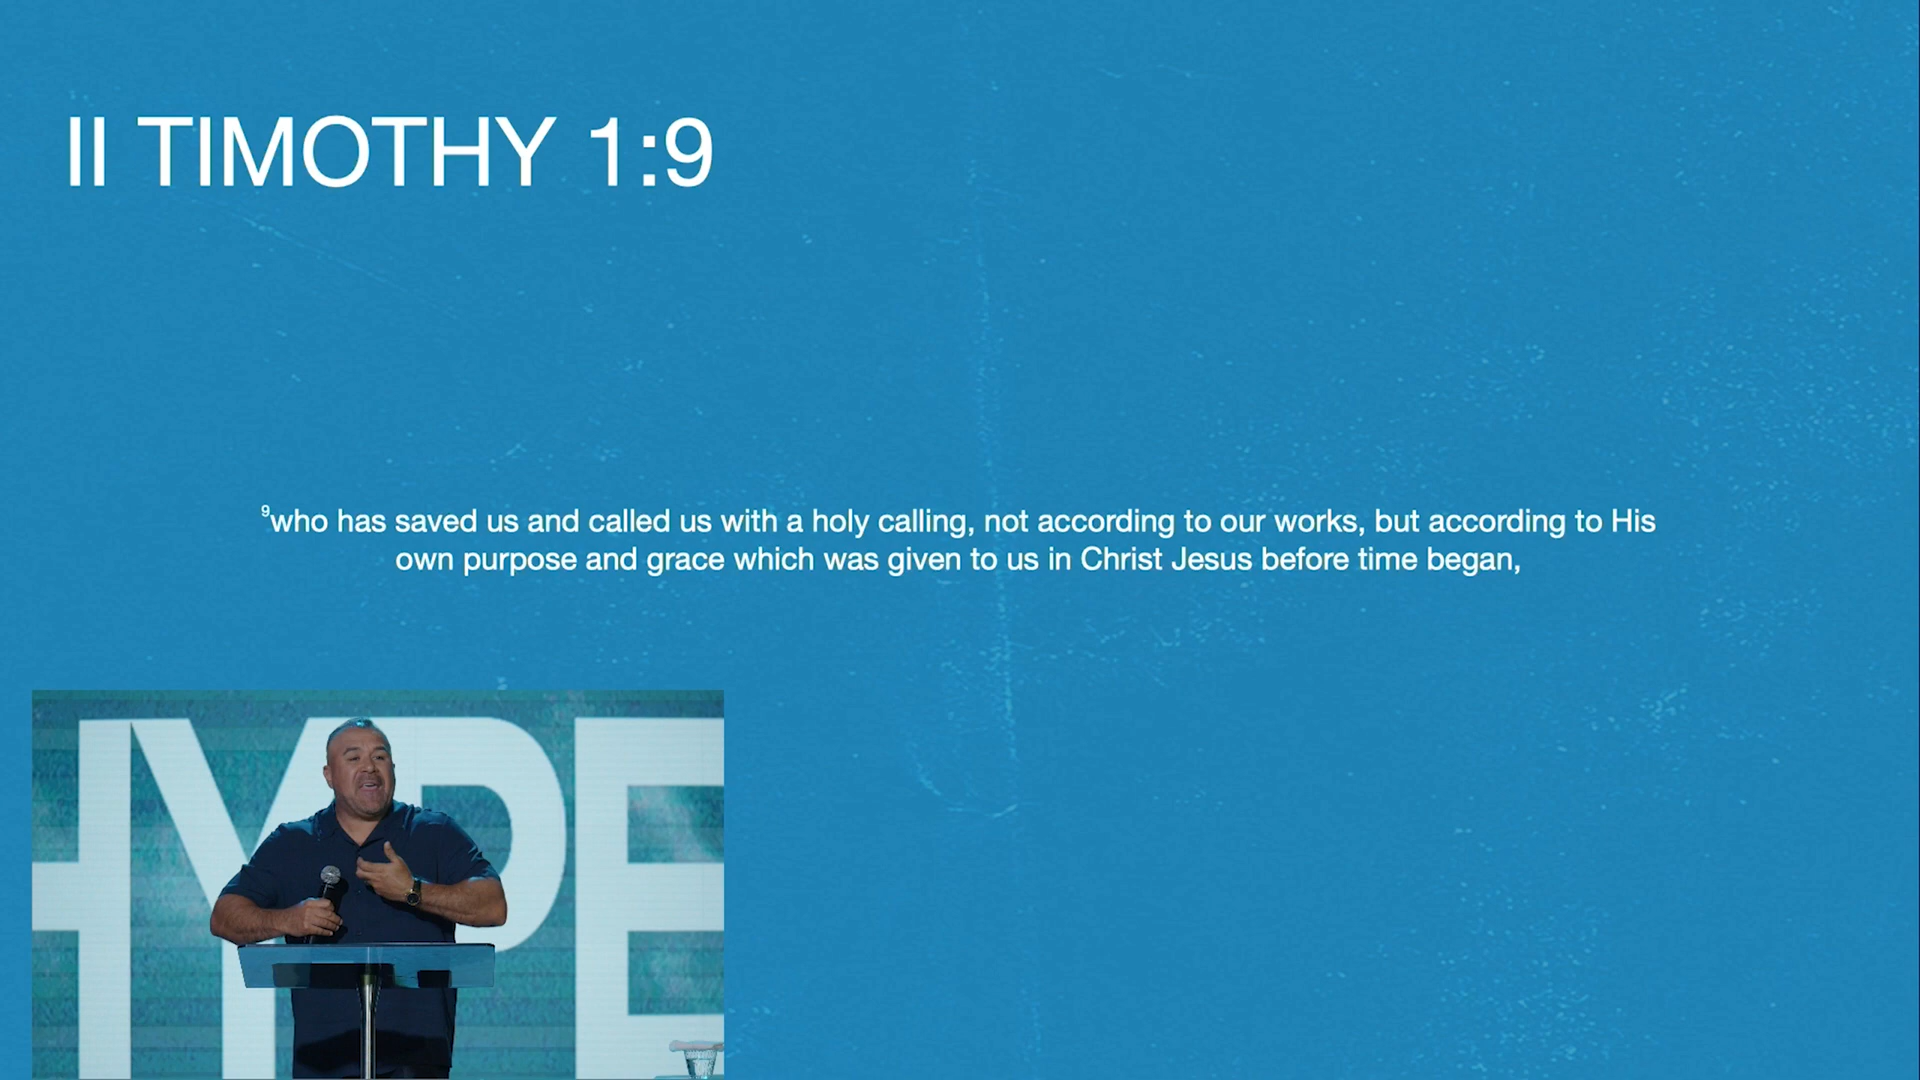 II TIMOTHY 1:9
⁹who has saved us and called us with a holy calling, not according to our works, but according to His
own purpose and grace which was given to us in Christ Jesus before time began,
HYPE